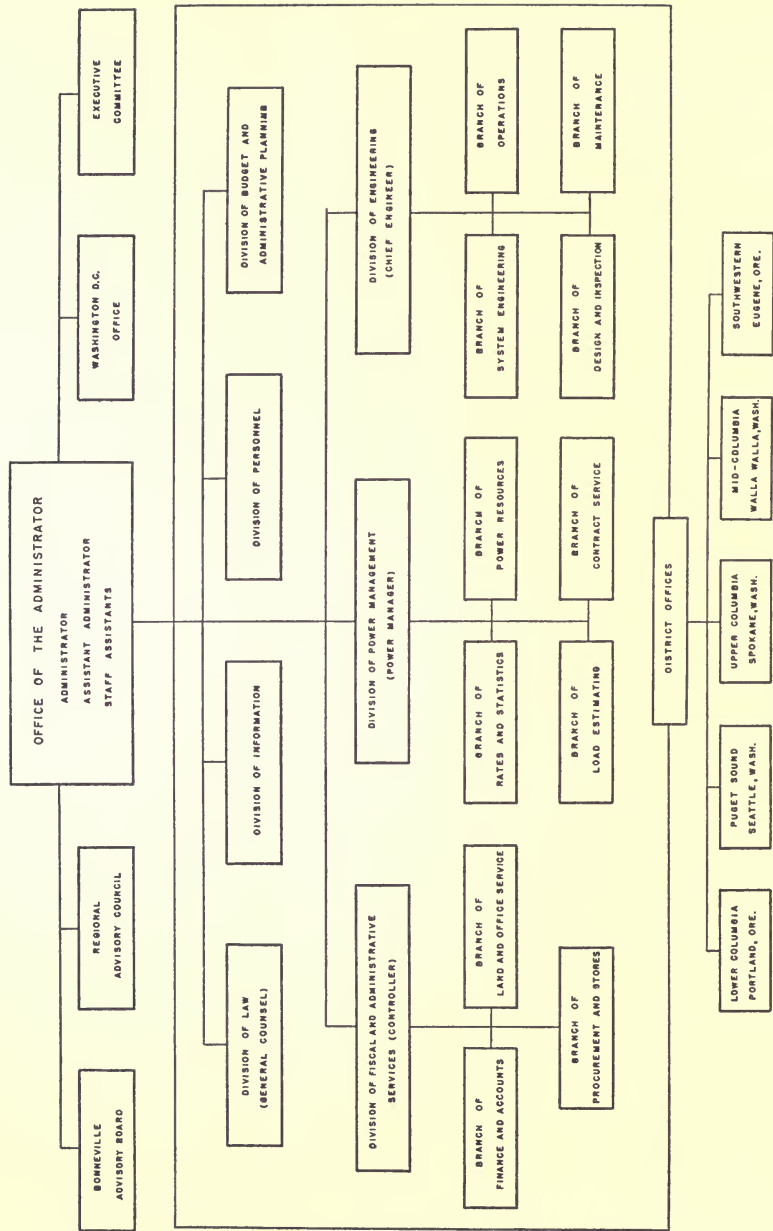 OFFICE OF THE ADMINISTRATOR
ADMINISTRATOR
ASSISTANT ADMINISTRATOR
STAFF ASSISTANTS
BONNEVILLE
ADVISORY BOARD
REGIONAL
ADVISORY COUNCIL
WASHINGTON D.C.
OFFICE
EXECUTIVE
COMMITTEE
DIVISION OF LAW
(GENERAL COUNSEL)
DIVISION OF INFORMATION
DIVISION OF PERSONNEL
DIVISION OF BUDGET AND
ADMINISTRATIVE PLANNING
DIVISION OF FISCAL AND ADMINISTRATIVE
SERVICES (CONTROLLER)
DIVISION OF POWER MANAGEMENT
(POWER MANAGER)
DIVISION OF ENGINEERING
(CHIEF ENGINEER)
BRANCH OF
FINANCE AND ACCOUNTS
BRANCH OF
LAND AND OFFICE SERVICE
BRANCH OF
RATES AND STATISTICS
BRANCH OF
POWER RESOURCES
BRANCH OF
SYSTEM ENGINEERING
BRANCH OF
OPERATIONS
BRANCH OF
PROCUREMENT AND STORES
BRANCH OF
LOAD ESTIMATING
BRANCH OF
CONTRACT SERVICE
BRANCH OF
DESIGN AND INSPECTION
BRANCH OF
MAINTENANCE
DISTRICT OFFICES
LOWER COLUMBIA
PORTLAND, ORE.
PUGET SOUND
SEATTLE, WASH.
UPPER COLUMBIA
SPOKANE, WASH.
MID-COLUMBIA
WALLA WALLA, WASH.
SOUTHWESTERN
EUGENE, ORE.